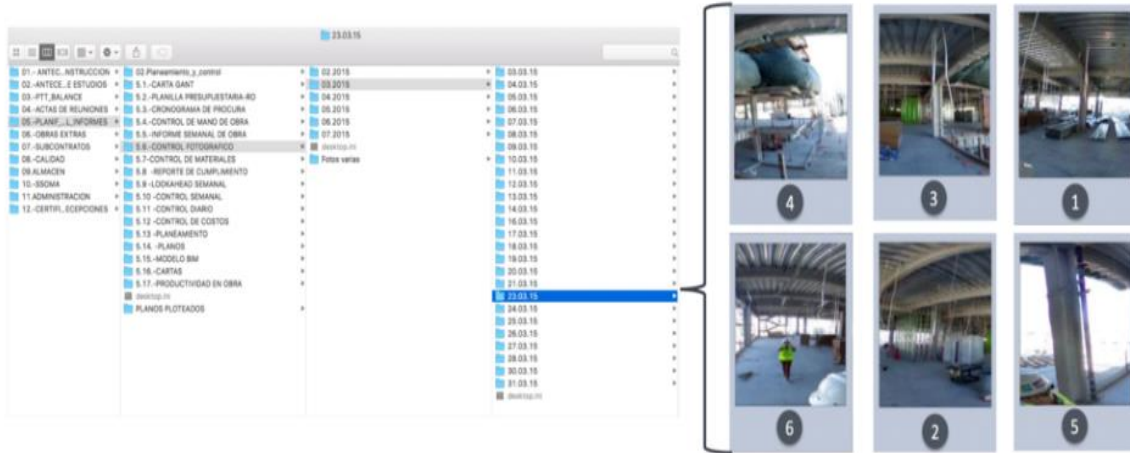 23.03.15
01.- ANTEC...NSTRUCCION
02.-ANTECE...E ESTUDIOS
03.-PTT_BALANCE
04.-ACTAS DE REUNIONES
05.-PLANIF_...L_INFORMES
06.-OBRAS EXTRAS
07.-SUBCONTRATOS
08.-CALIDAD
09.ALMACEN
10.-SSOMA
11.ADMINISTRACION
12.-CERTIFI...ECEPCIONES
02.Planeamiento_y_control
5.1.-CARTA GANT
5.2.-PLANILLA PRESUPUESTARIA-RO
5.3.-CRONOGRAMA DE PROCURA
5.4.-CONTROL DE MANO DE OBRA
5.5.-INFORME SEMANAL DE OBRA
5.6.-CONTROL FOTOGRAFICO
5.7-CONTROL DE MATERIALES
5.8 -REPORTE DE CUMPLIMIENTO
5.9 -LOOKAHEAD SEMANAL
5.10 -CONTROL SEMANAL
5.11 -CONTROL DIARIO
5.12 -CONTROL DE COSTOS
5.13 -PLANEAMIENTO
5.14. -PLANOS
5.15.-MODELO BIM
5.16.-CARTAS
5.17.-PRODUCTIVIDAD EN OBRA
desktop.ini
PLANOS PLOTEADOS
02.2015
03.2015
04.2015
05.2015
06.2015
07.2015
desktop.ini
Fotos varias
03.03.15
04.03.15
05.03.15
06.03.15
07.03.15
08.03.15
09.03.15
10.03.15
11.03.15
12.03.15
13.03.15
14.03.15
16.03.15
17.03.15
18.03.15
19.03.15
20.03.15
21.03.15
23.03.15
24.03.15
25.03.15
26.03.15
27.03.15
28.03.15
30.03.15
31.03.15
desktop.ini
4
3
1
6
2
5